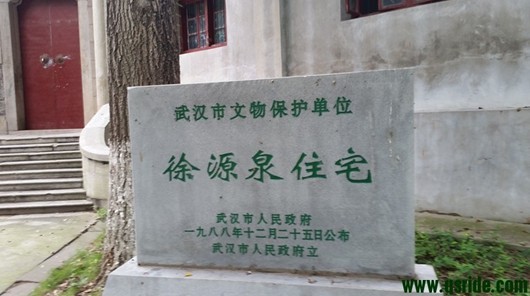 武汉市文物保护单位
徐源泉住宅
武汉市人民政府
一九八八年十二月二十五日公布
武汉市人民政府立
www.qsride.com